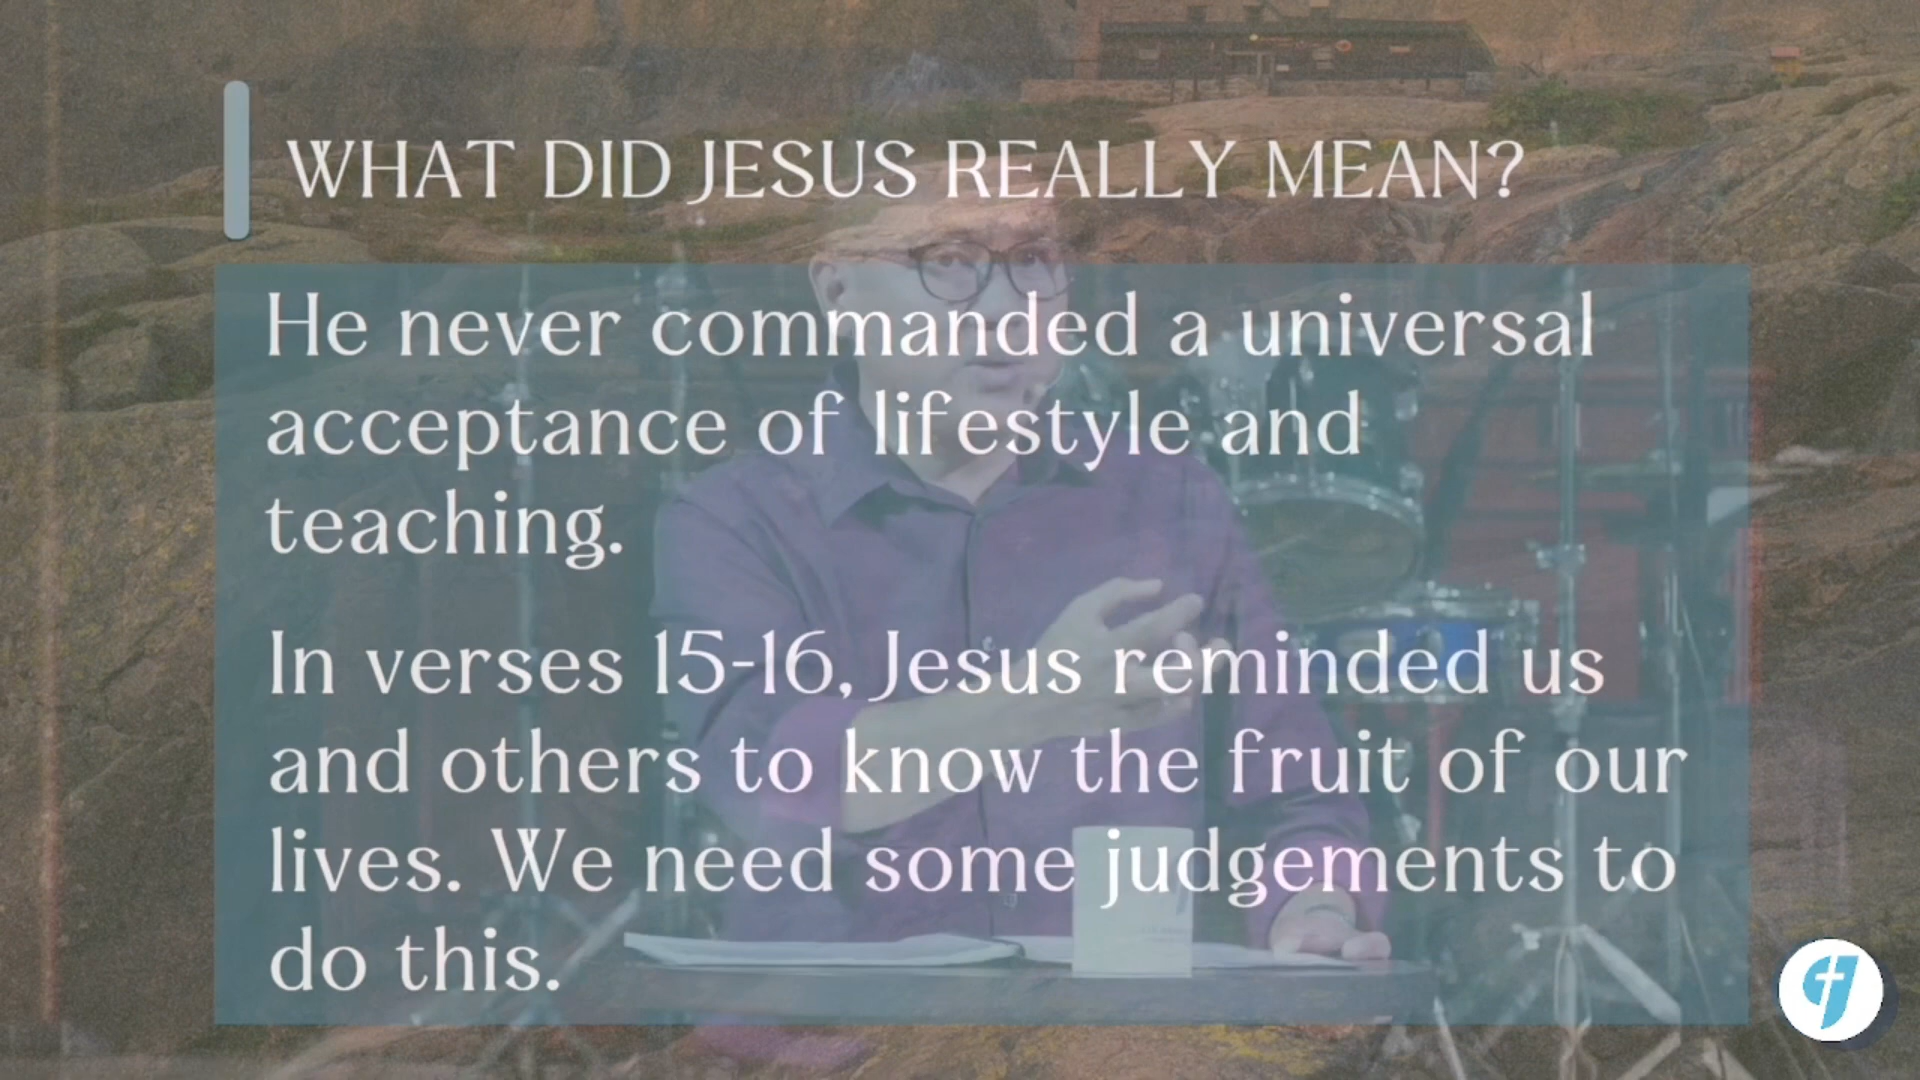 WHAT DID JESUS REALLY MEAN?
He never commanded a universal
acceptance of lifestyle and
teaching.
In verses 15-16, Jesus reminded us
and others to know the fruit of our
lives. We need some judgements to
do this.